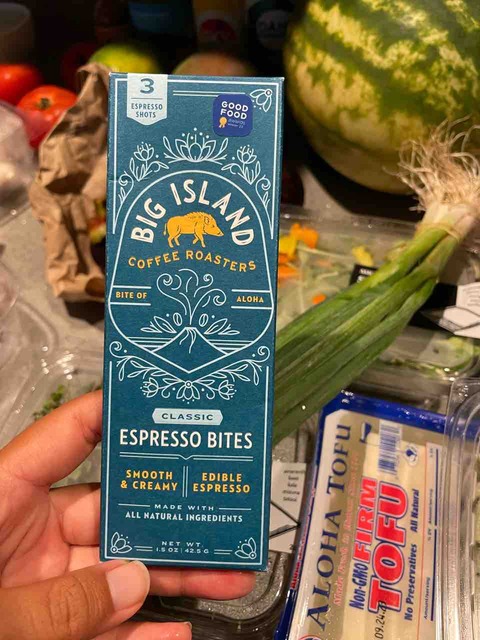 3
ESPRESSO
SHOTS
GOOD
FOOD
BIG ISLAND
COFFEE ROASTERS
BITE OF
ALOHA
CLASSIC
ESPRESSO BITES
SMOOTH
& CREAMY
EDIBLE
ESPRESSO
MADE WITH
ALL NATURAL INGREDIENTS
NET WT.
1.5 OZ | 42.5 G
ALOHA TOFU
Non-GMO FIRM
TOFU
No Preservatives All Natural